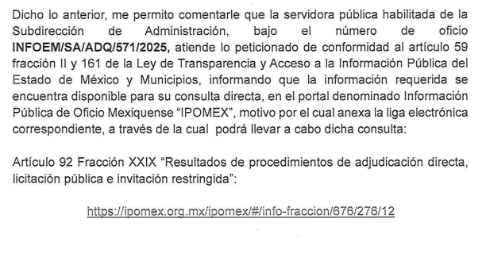 Dicho lo anterior, me permito comentarle que la servidora pública habilitada de la
Subdirección de Administración, bajo el número de oficio
INFOEM/SA/ADQ/571/2025, atiende lo peticionado de conformidad al artículo 59
fracción II y 161 de la Ley de Transparencia y Acceso a la Información Pública del
Estado de México y Municipios, informando que la información requerida se
encuentra disponible para su consulta directa, en el portal denominado Información
Pública de Oficio Mexiquense “IPOMEX”, motivo por el cual anexa la liga electrónica
correspondiente, a través de la cual podrá llevar a cabo dicha consulta:
Artículo 92 Fracción XXIX “Resultados de procedimientos de adjudicación directa,
licitación pública e invitación restringida”:
https://ipomex.org.mx/ipomex/#/info-fraccion/676/276/12